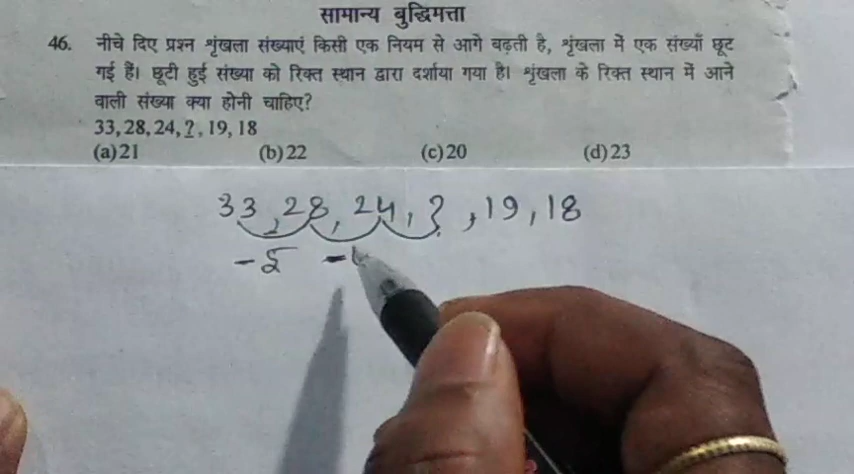 सामान्य बुद्धिमत्ता
46. नीचे दिए प्रश्न शृंखला संख्याएं किसी एक नियम से आगे बढ़ती है, शृंखला में एक संख्याँ छूट
गई हैं। छूटी हुई संख्या को रिक्त स्थान द्वारा दर्शाया गया है। शृंखला के रिक्त स्थान में आने
वाली संख्या क्या होनी चाहिए?
33, 28, 24, ?, 19, 18
(a) 21 (b) 22 (c) 20 (d) 23
33, 28, 24, ?, 19, 18
-5 -